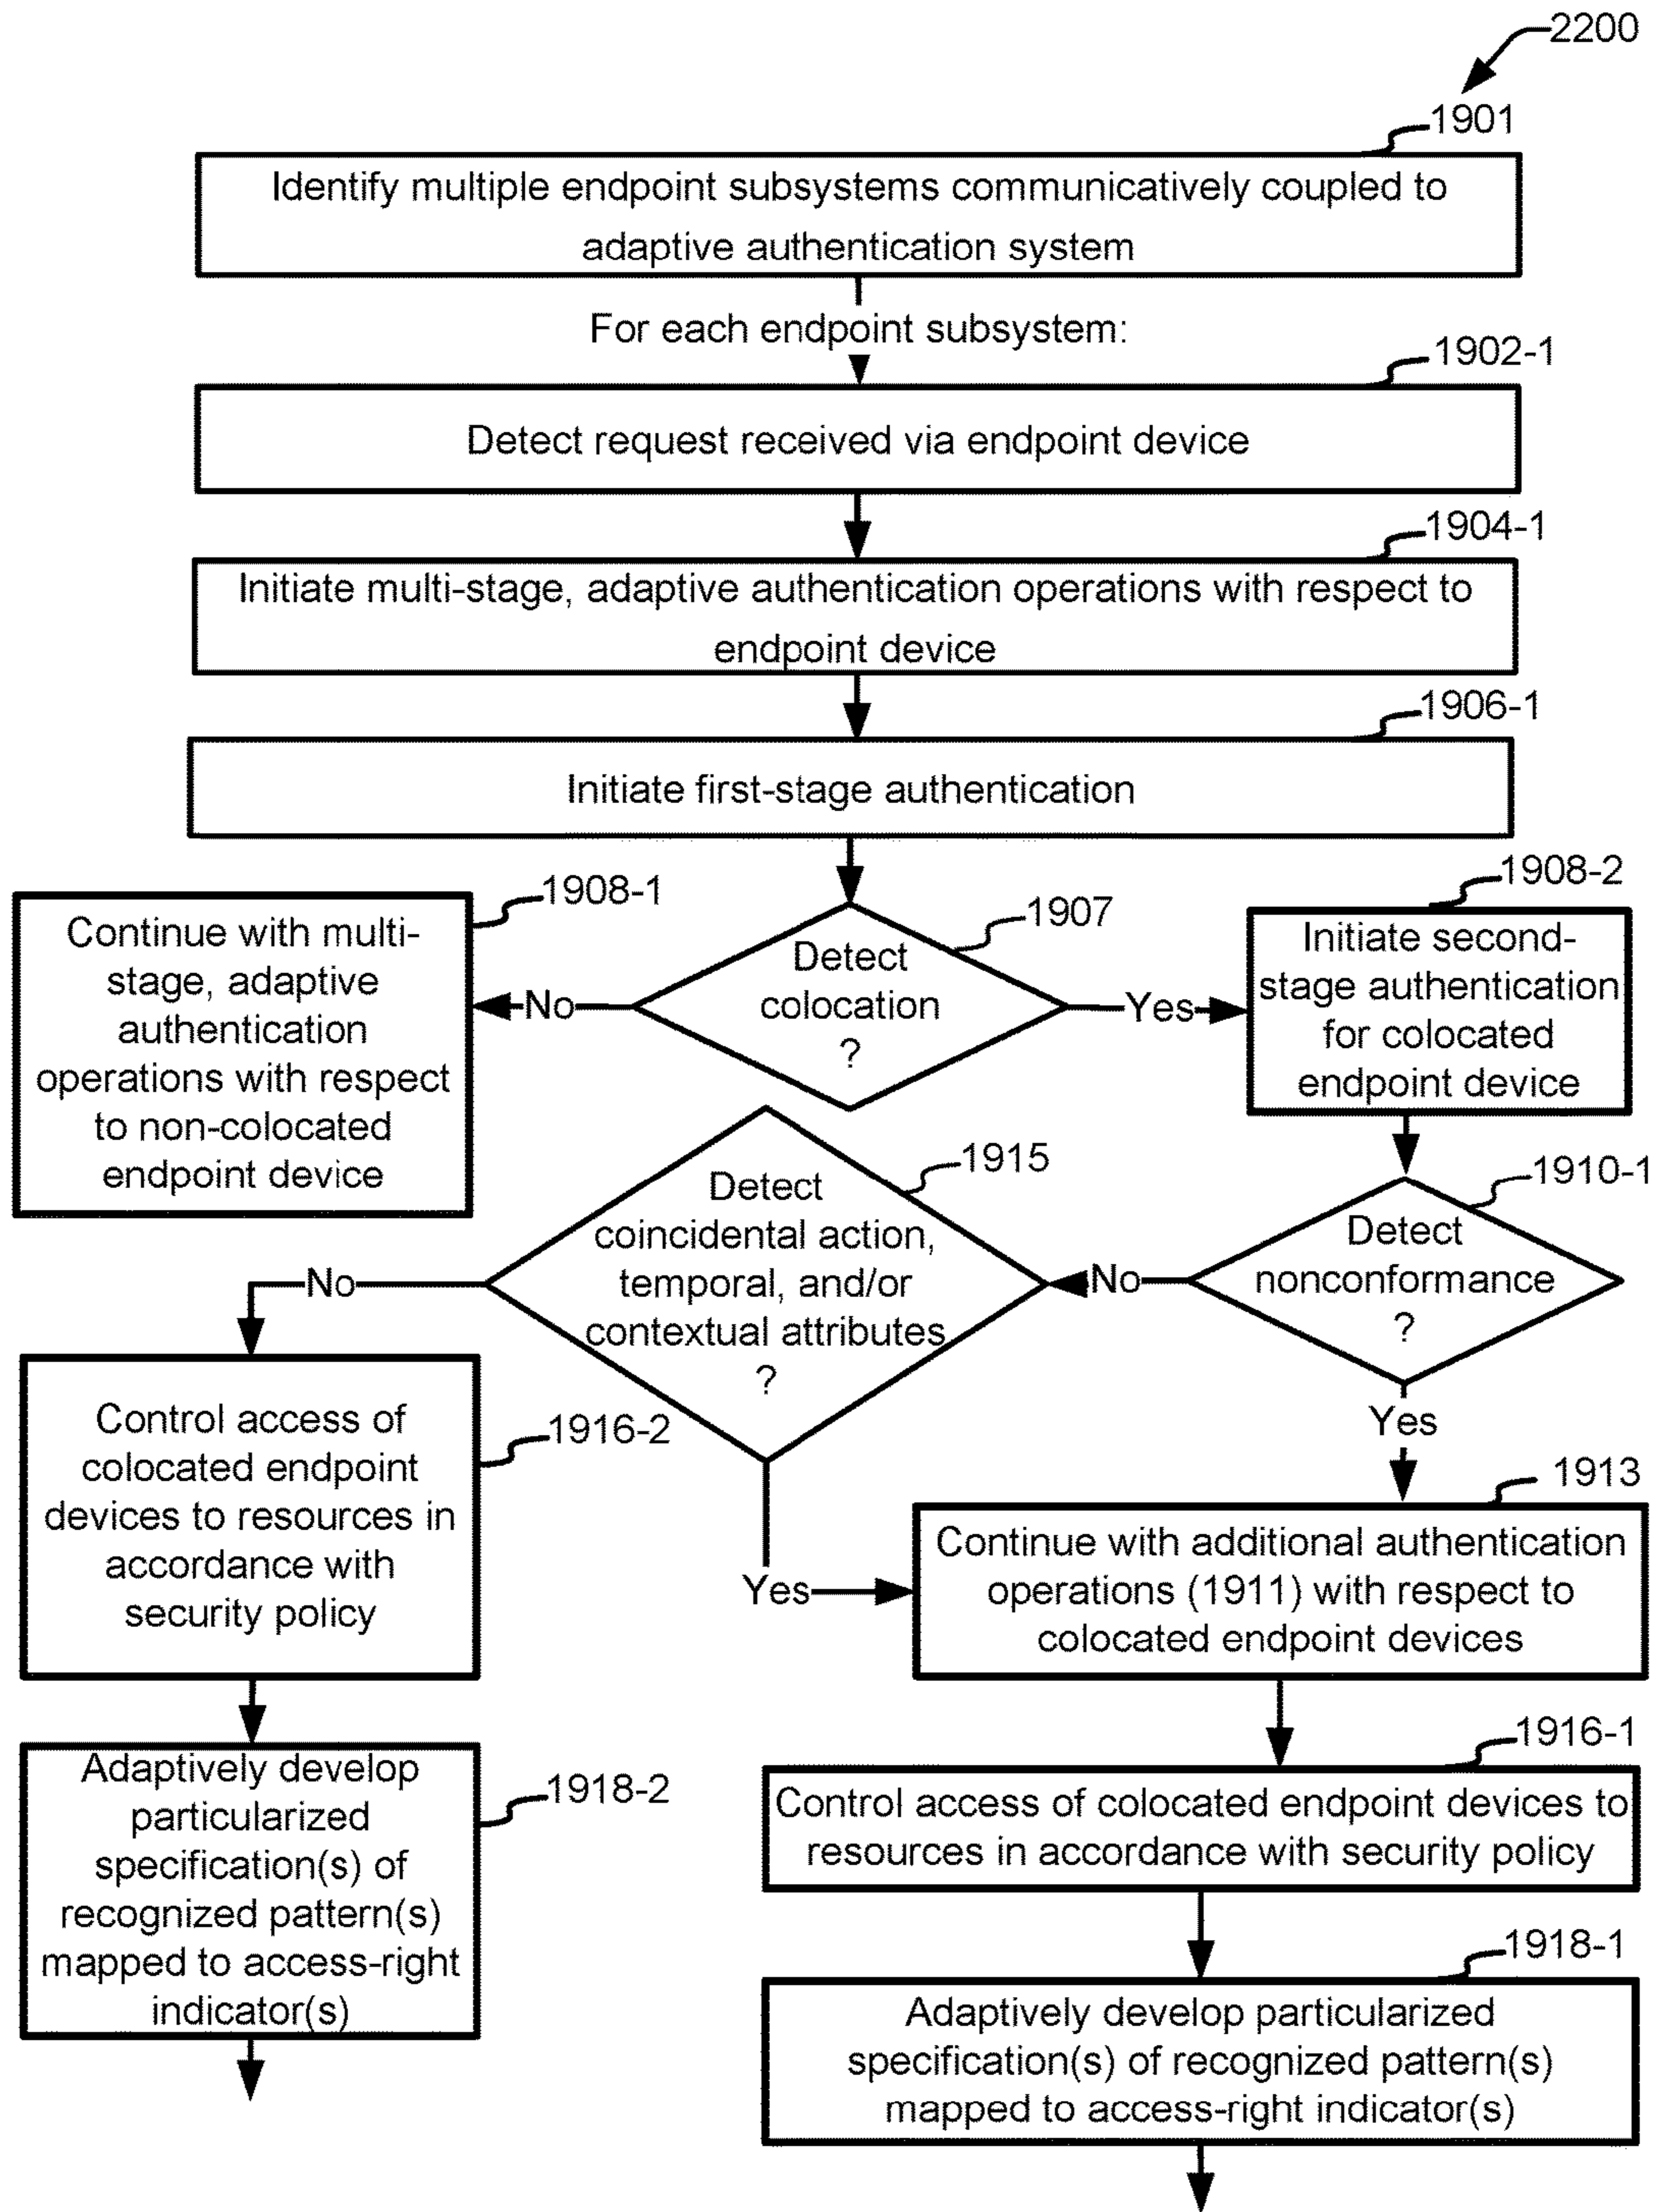 2200
1901
Identify multiple endpoint subsystems communicatively coupled to
adaptive authentication system
For each endpoint subsystem:
1902-1
Detect request received via endpoint device
1904-1
Initiate multi-stage, adaptive authentication operations with respect to
endpoint device
1906-1
Initiate first-stage authentication
1908-1
Continue with multi-
stage, adaptive
authentication
operations with respect
to non-colocated
endpoint device
No
1907
Detect
colocation
?
Yes
1908-2
Initiate second-
stage authentication
for colocated
endpoint device
1910-1
Detect
nonconformance
?
No
Yes
1915
Detect
coincidental action,
temporal, and/or
contextual attributes
?
No
Yes
1916-2
Control access of
colocated endpoint
devices to resources in
accordance with
security policy
1913
Continue with additional authentication
operations (1911) with respect to
colocated endpoint devices
1918-2
Adaptively develop
particularized
specification(s) of
recognized pattern(s)
mapped to access-right
indicator(s)
1916-1
Control access of colocated endpoint devices to
resources in accordance with security policy
1918-1
Adaptively develop particularized
specification(s) of recognized pattern(s)
mapped to access-right indicator(s)